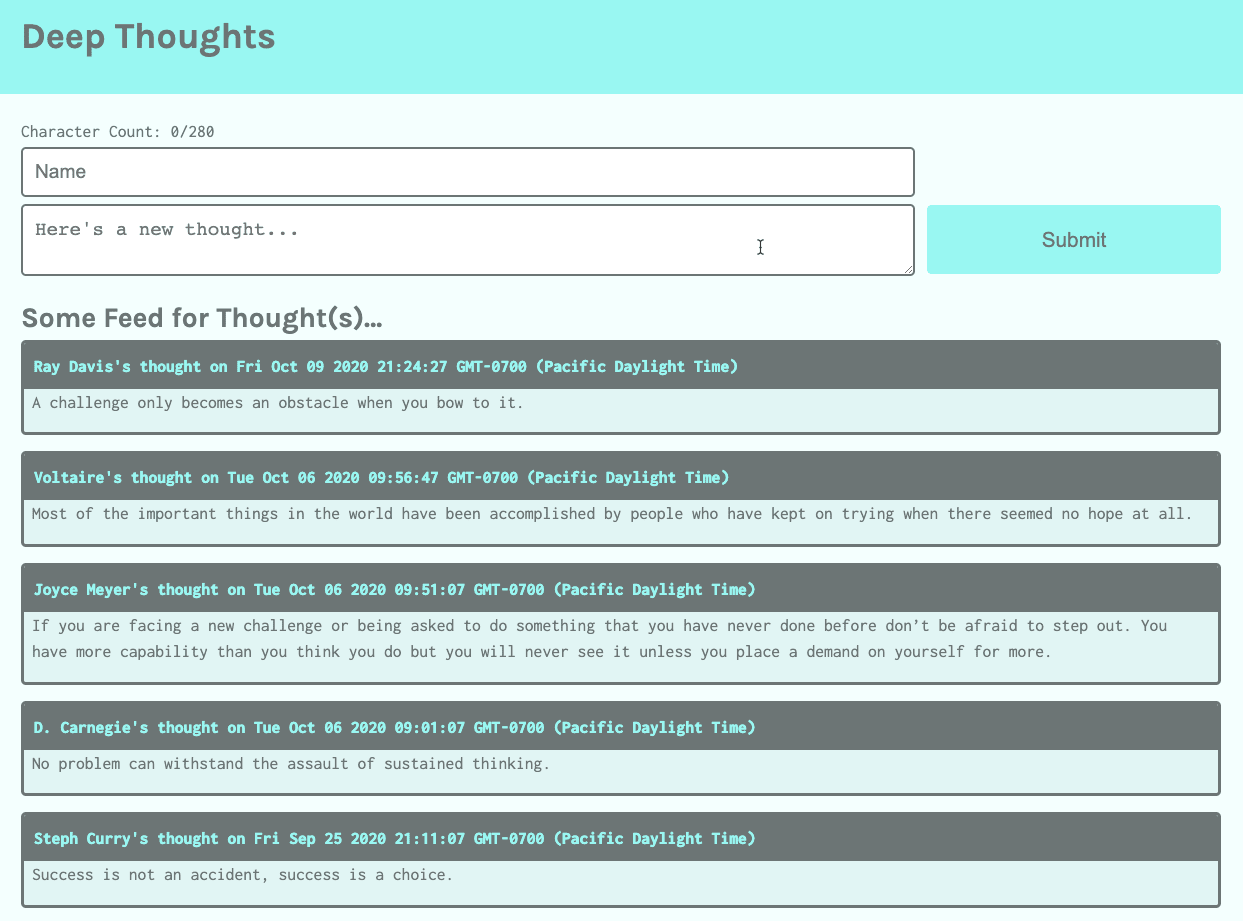 Deep Thoughts
Character Count: 0/280
Name
Here's a new thought...
Submit
Some Feed for Thought(s)...
Ray Davis's thought on Fri Oct 09 2020 21:24:27 GMT-0700 (Pacific Daylight Time)
A challenge only becomes an obstacle when you bow to it.
Voltaire's thought on Tue Oct 06 2020 09:56:47 GMT-0700 (Pacific Daylight Time)
Most of the important things in the world have been accomplished by people who have kept on trying when there seemed no hope at all.
Joyce Meyer's thought on Tue Oct 06 2020 09:51:07 GMT-0700 (Pacific Daylight Time)
If you are facing a new challenge or being asked to do something that you have never done before don’t be afraid to step out. You
have more capability than you think you do but you will never see it unless you place a demand on yourself for more.
D. Carnegie's thought on Tue Oct 06 2020 09:01:07 GMT-0700 (Pacific Daylight Time)
No problem can withstand the assault of sustained thinking.
Steph Curry's thought on Fri Sep 25 2020 21:11:07 GMT-0700 (Pacific Daylight Time)
Success is not an accident, success is a choice.